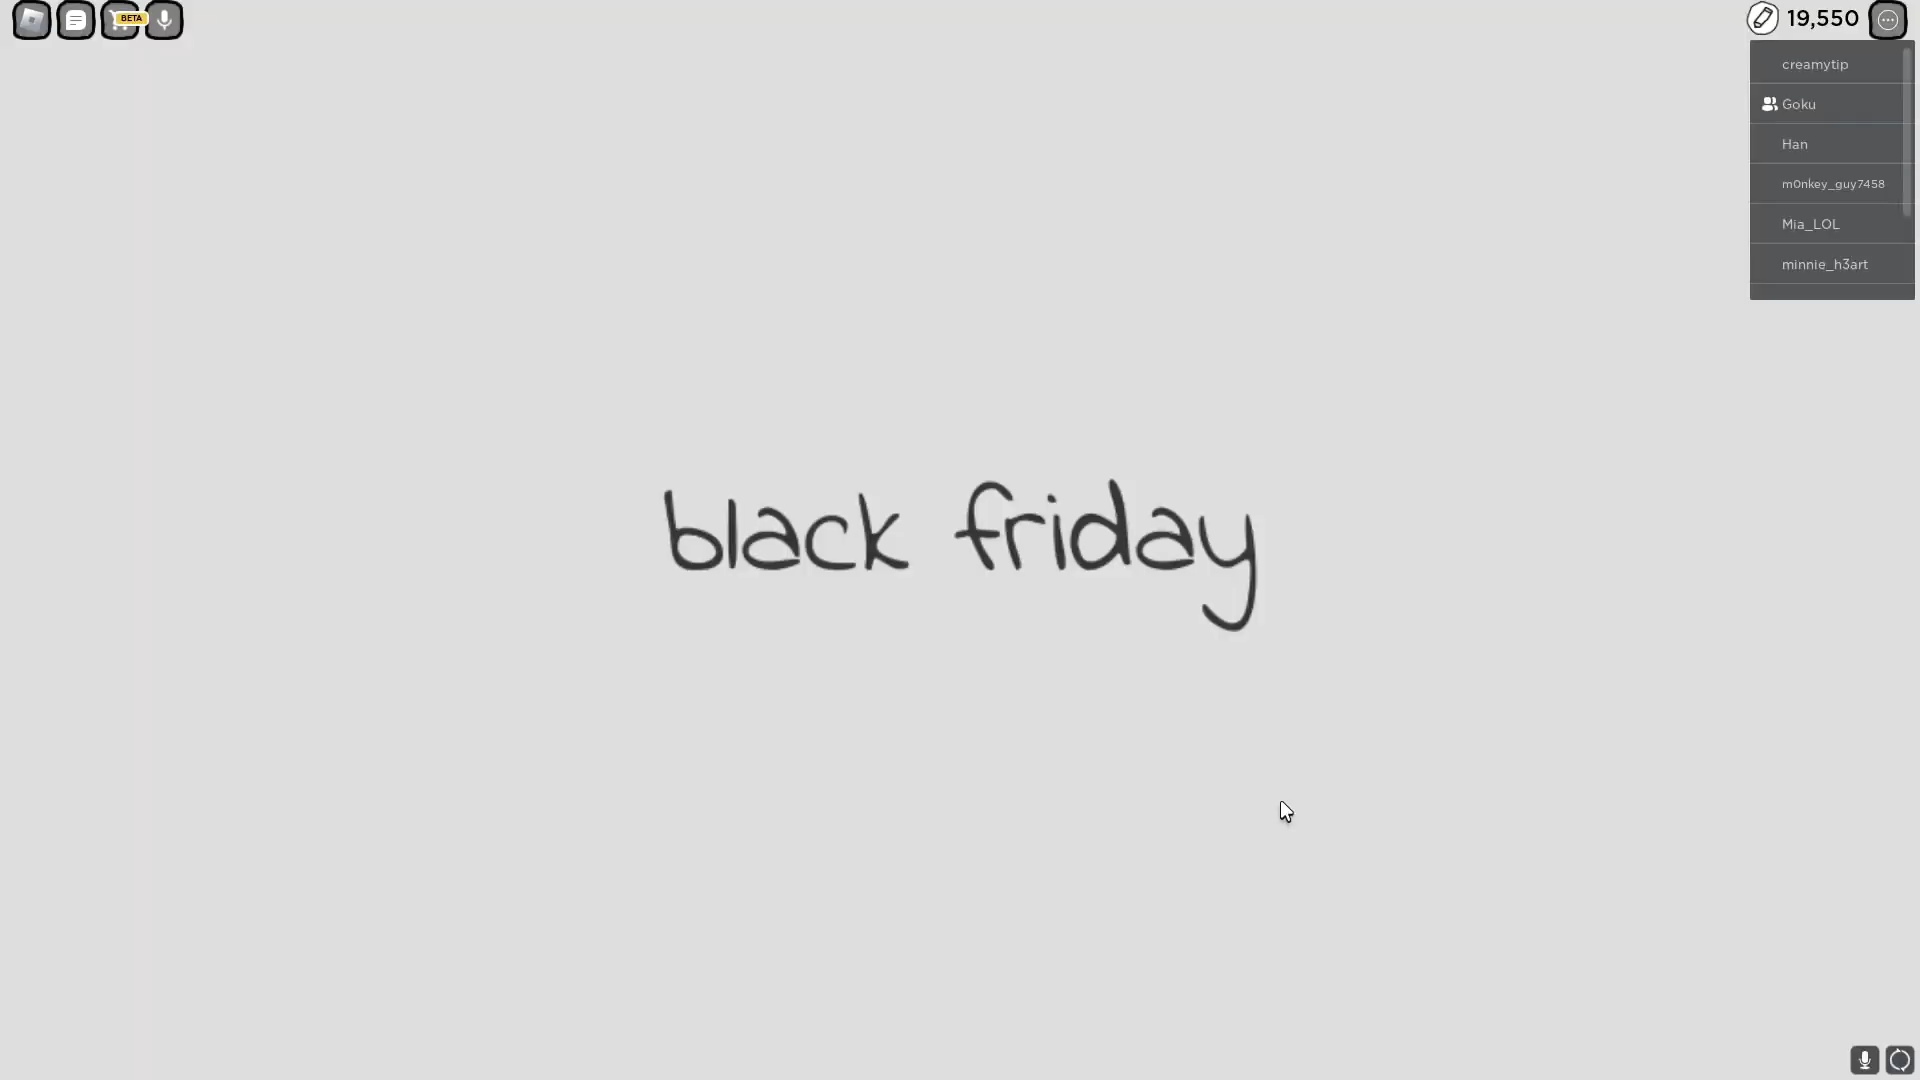 BETA
19,550
creamytip
Goku
Han
m0nkey_guy7458
Mia_LOL
minnie_h3art
black friday